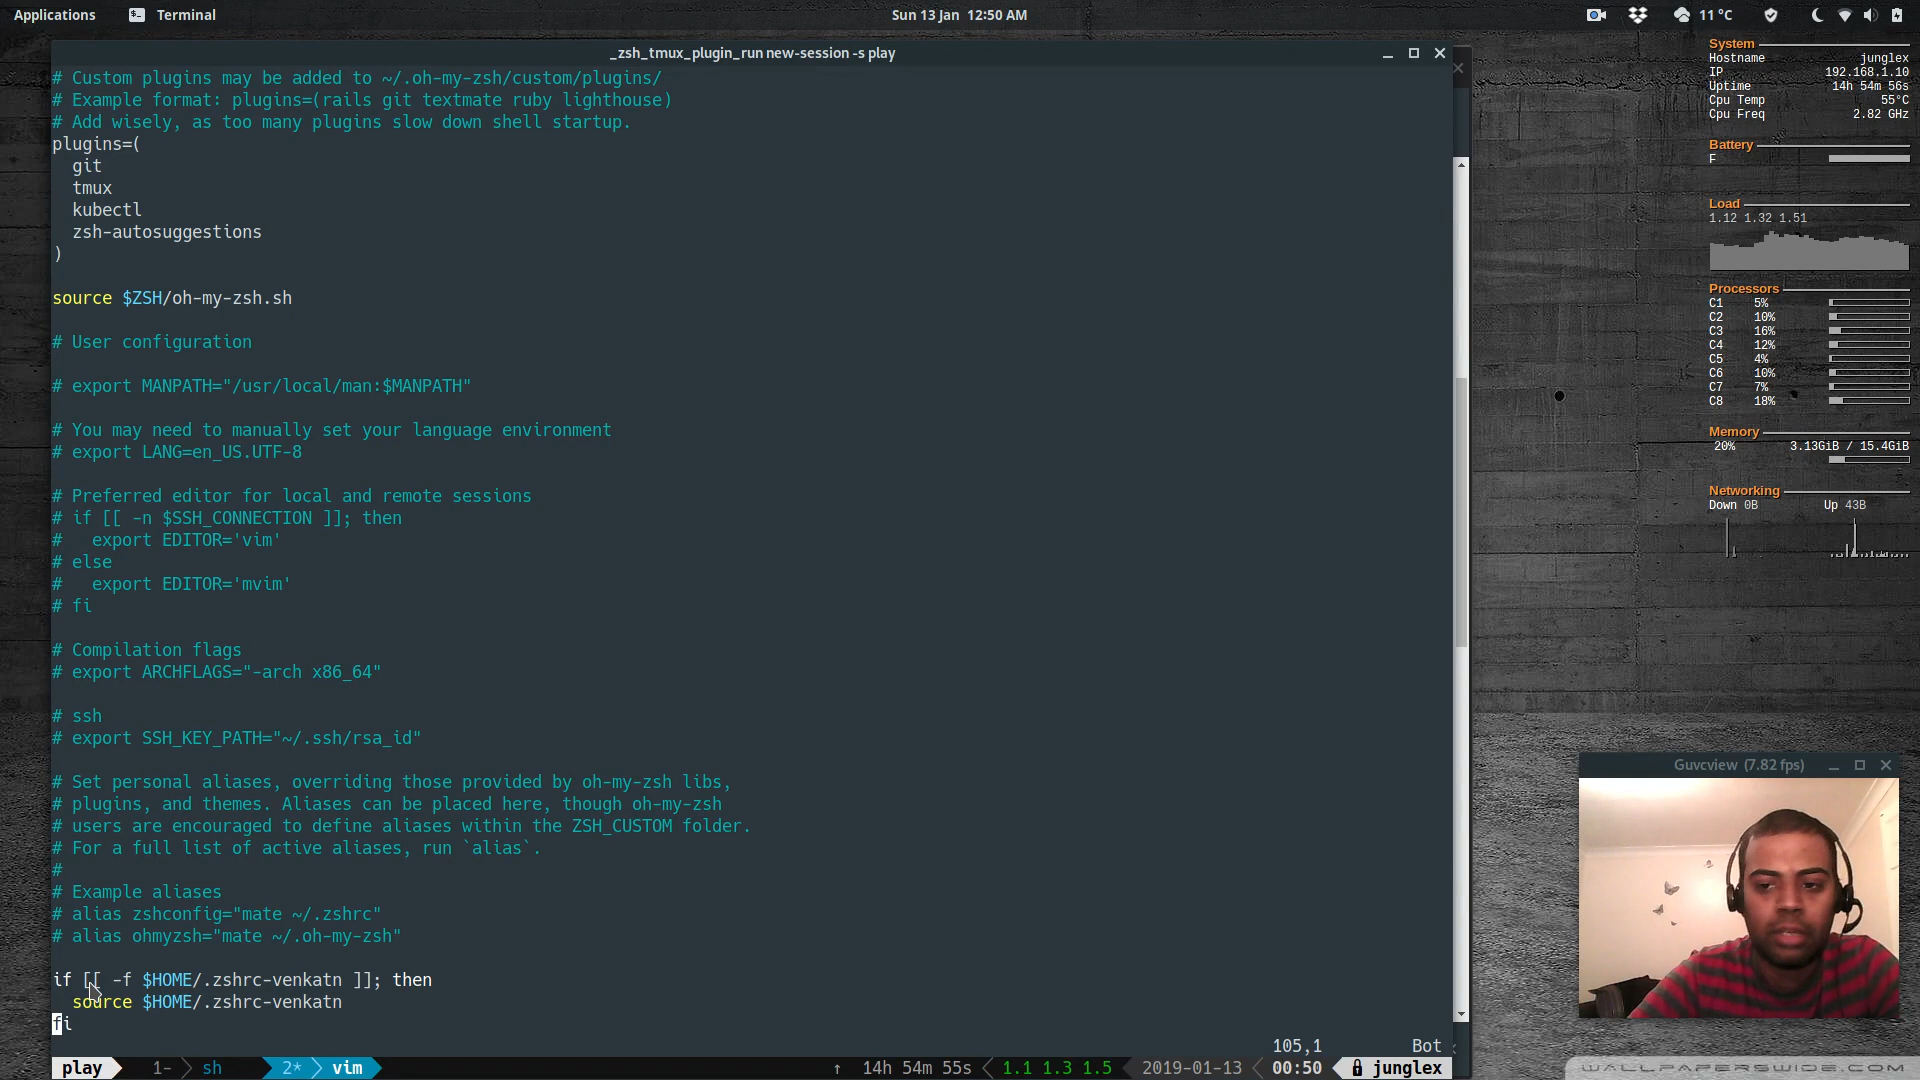 Applications Terminal Sun 13 Jan 12:50 AM 11 °C
_zsh_tmux_plugin_run new-session -s play
# Custom plugins may be added to ~/.oh-my-zsh/custom/plugins/
# Example format: plugins=(rails git textmate ruby lighthouse)
# Add wisely, as too many plugins slow down shell startup.
plugins=(
  git
  tmux
  kubectl
  zsh-autosuggestions
)
source $ZSH/oh-my-zsh.sh
# User configuration
# export MANPATH="/usr/local/man:$MANPATH"
# You may need to manually set your language environment
# export LANG=en_US.UTF-8
# Preferred editor for local and remote sessions
# if [[ -n $SSH_CONNECTION ]]; then
#   export EDITOR='vim'
# else
#   export EDITOR='mvim'
# fi
# Compilation flags
# export ARCHFLAGS="-arch x86_64"
# ssh
# export SSH_KEY_PATH="~/.ssh/rsa_id"
# Set personal aliases, overriding those provided by oh-my-zsh libs,
# plugins, and themes. Aliases can be placed here, though oh-my-zsh
# users are encouraged to define aliases within the ZSH_CUSTOM folder.
# For a full list of active aliases, run `alias`.
#
# Example aliases
# alias zshconfig="mate ~/.zshrc"
# alias ohmyzsh="mate ~/.oh-my-zsh"
if [[ -f $HOME/.zshrc-venkatn ]]; then
  source $HOME/.zshrc-venkatn
fi
105,1 Bot
play 1- sh 2* vim ↑ 14h 54m 55s 1.1 1.3 1.5 2019-01-13 00:50 junglex
System
Hostname junglex
IP 192.168.1.10
Uptime 14h 54m 56s
Cpu Temp 55°C
Cpu Freq 2.82 GHz
Battery
F
Load
1.12 1.32 1.51
Processors
C1 5%
C2 10%
C3 16%
C4 12%
C5 4%
C6 10%
C7 7%
C8 18%
Memory
20% 3.13GiB / 15.4GiB
Networking
Down 0B Up 43B
Guvcview (7.82 fps)
WALLPAPERSWIDE.COM